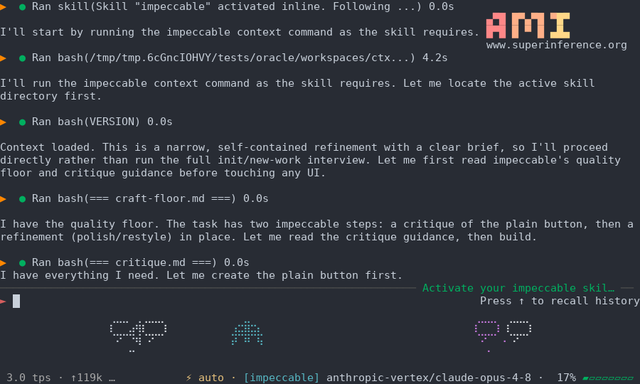 ▶ ● Ran skill(Skill "impeccable" activated inline. Following ...) 0.0s
AMI
I'll start by running the impeccable context command as the skill requires.
www.superinference.org
▶ ● Ran bash(/tmp/tmp.6cGncIOHVY/tests/oracle/workspaces/ctx...) 4.2s
I'll run the impeccable context command as the skill requires. Let me locate the active skill
directory first.
▶ ● Ran bash(VERSION) 0.0s
Context loaded. This is a narrow, self-contained refinement with a clear brief, so I'll proceed
directly rather than run the full init/new-work interview. Let me first read impeccable's quality
floor and critique guidance before touching any UI.
▶ ● Ran bash(=== craft-floor.md ===) 0.0s
I have the quality floor. The task has two impeccable steps: a critique of the plain button, then a
refinement (polish/restyle) in place. Let me read the critique guidance, then build.
▶ ● Ran bash(=== critique.md ===) 0.0s
I have everything I need. Let me create the plain button first.
Activate your impeccable skil…
Press ↑ to recall history
3.0 tps · ↑119k … ⚡ auto · [impeccable] anthropic-vertex/claude-opus-4-8 · 17%